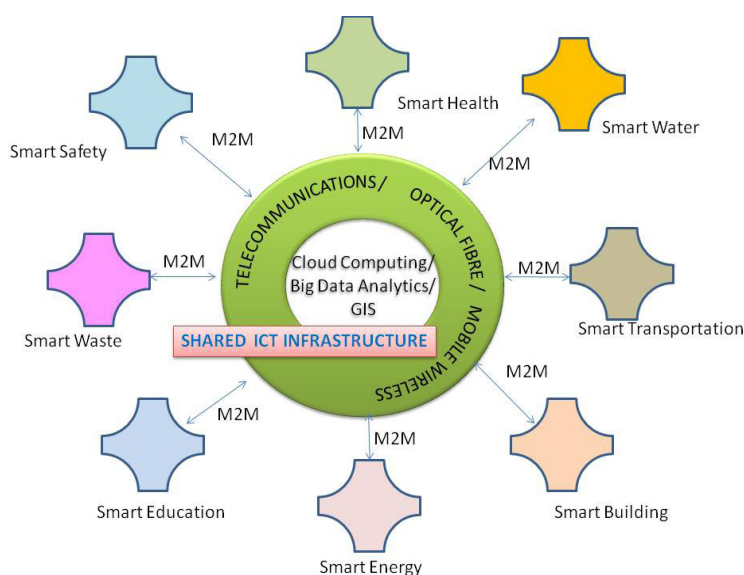 Smart Health
M2M
Smart Water
M2M
Smart Safety
M2M
TELECOMMUNICATIONS/ OPTICAL FIBRE/ MOBILE WIRELESS
Cloud Computing/
Big Data Analytics/
GIS
SHARED ICT INFRASTRUCTURE
M2M
Smart Waste
M2M
Smart Transportation
M2M
Smart Education
M2M
Smart Building
M2M
Smart Energy